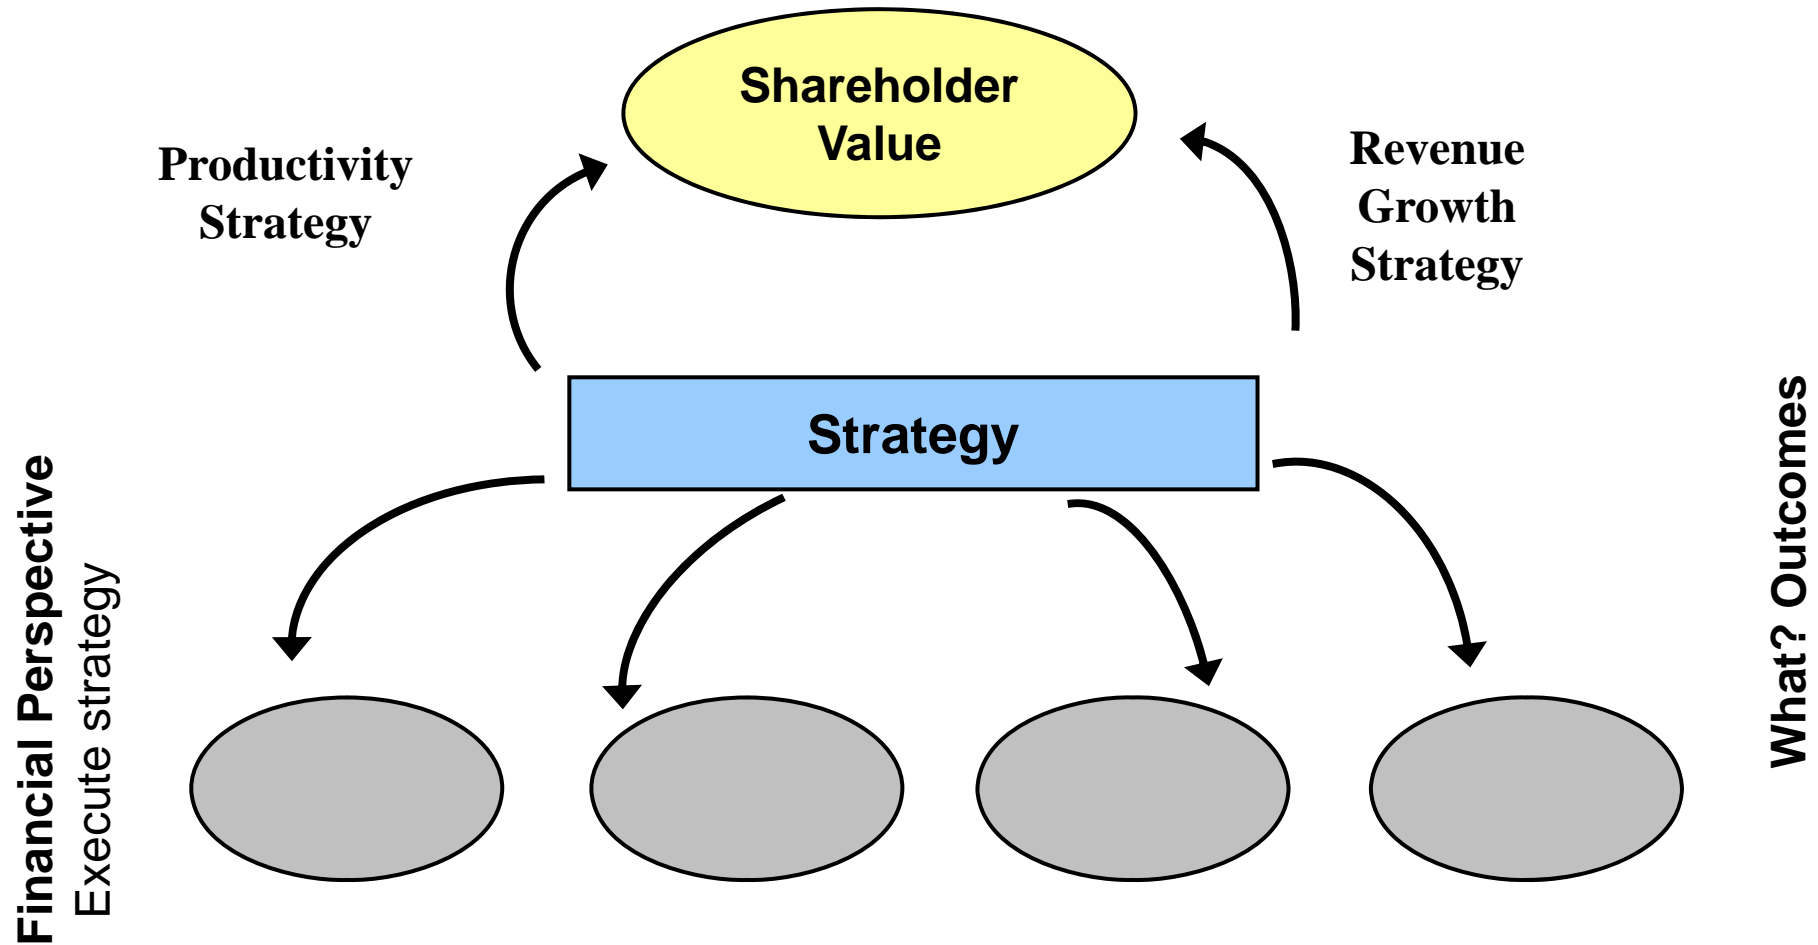 Shareholder
Value
Productivity
Strategy
Revenue
Growth
Strategy
Strategy
Financial Perspective
Execute strategy
What? Outcomes